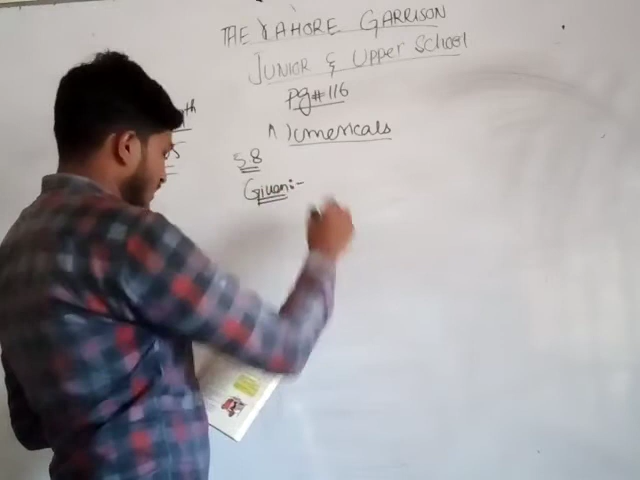 THE LAHORE GARRISON
JUNIOR & Upper School
Pg#116
Numericals
5.8
Given:-